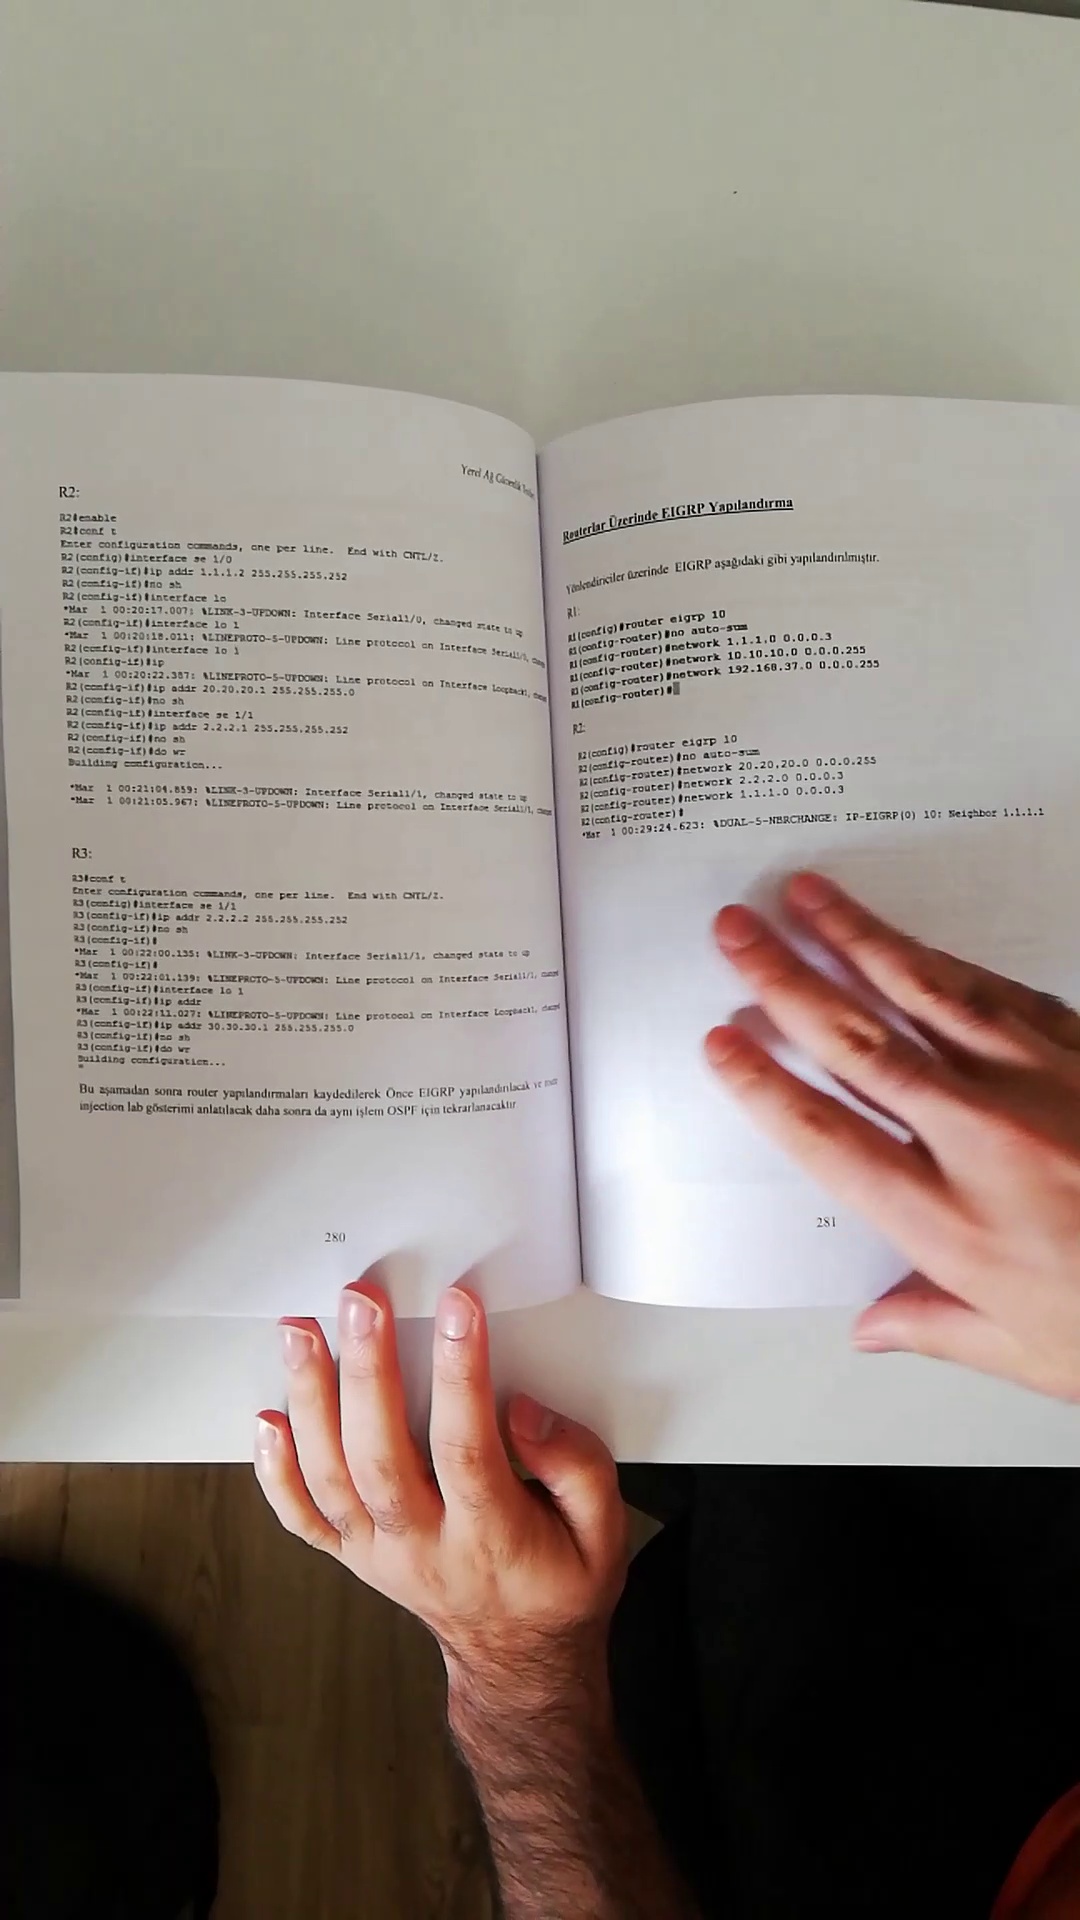 Yerel Ağ Güvenlik
R2:
R2#enable
R2#conf t
Enter configuration commands, one per line.  End with CNTL/Z.
R2(config)#interface se 1/0
R2(config-if)#ip addr 1.1.1.2 255.255.255.252
R2(config-if)#no sh
R2(config-if)#interface lo
*Mar  1 00:20:17.007: %LINK-3-UPDOWN: Interface Serial1/0, changed state to up
R2(config-if)#interface lo 1
*Mar  1 00:20:18.011: %LINEPROTO-5-UPDOWN: Line protocol on Interface Serial1/0,
R2(config-if)#interface lo 1
R2(config-if)#ip
*Mar  1 00:20:22.387: %LINEPROTO-5-UPDOWN: Line protocol on Interface Loopback1,
R2(config-if)#ip addr 20.20.20.1 255.255.255.0
R2(config-if)#no sh
R2(config-if)#interface se 1/1
R2(config-if)#ip addr 2.2.2.1 255.255.255.252
R2(config-if)#no sh
R2(config-if)#do wr
Building configuration...
*Mar  1 00:21:04.859: %LINK-3-UPDOWN: Interface Serial1/1, changed state to up
*Mar  1 00:21:05.967: %LINEPROTO-5-UPDOWN: Line protocol on Interface Serial1/1,
R3:
R3#conf t
Enter configuration commands, one per line.  End with CNTL/Z.
R3(config)#interface se 1/1
R3(config-if)#ip addr 2.2.2.2 255.255.255.252
R3(config-if)#no sh
R3(config-if)#
*Mar  1 00:22:00.135: %LINK-3-UPDOWN: Interface Serial1/1, changed state to up
R3(config-if)#
*Mar  1 00:22:01.139: %LINEPROTO-5-UPDOWN: Line protocol on Interface Serial1/1,
R3(config-if)#interface lo 1
R3(config-if)#ip addr
*Mar  1 00:22:11.027: %LINEPROTO-5-UPDOWN: Line protocol on Interface Loopback1,
R3(config-if)#ip addr 30.30.30.1 255.255.255.0
R3(config-if)#no sh
R3(config-if)#do wr
Building configuration...
Bu aşamadan sonra router yapılandırmaları kaydedilerek Önce EIGRP yapılandırılacak ve
injection lab gösterimi anlatılacak daha sonra da aynı işlem OSPF için tekrarlanacaktır
280
Routerlar Üzerinde EIGRP Yapılandırma
Yönlendiriciler üzerinde EIGRP aşağıdaki gibi yapılandırılmıştır.
R1:
R1(config)#router eigrp 10
R1(config-router)#no auto-sum
R1(config-router)#network 1.1.1.0 0.0.0.3
R1(config-router)#network 10.10.10.0 0.0.0.255
R1(config-router)#network 192.168.37.0 0.0.0.255
R1(config-router)#
R2:
R2(config)#router eigrp 10
R2(config-router)#no auto-sum
R2(config-router)#network 20.20.20.0 0.0.0.255
R2(config-router)#network 2.2.2.0 0.0.0.3
R2(config-router)#network 1.1.1.0 0.0.0.3
R2(config-router)#
*Mar  1 00:29:24.623: %DUAL-5-NBRCHANGE: IP-EIGRP(0) 10: Neighbor 1.1.1.1
281